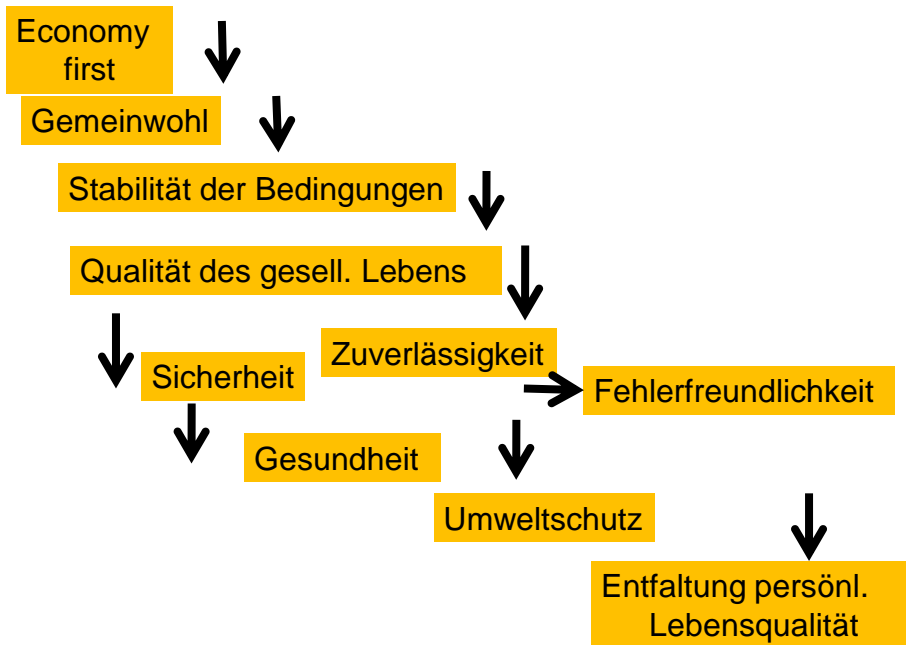 Economy
first
Gemeinwohl
Stabilität der Bedingungen
Qualität des gesell. Lebens
Zuverlässigkeit
Sicherheit
Fehlerfreundlichkeit
Gesundheit
Umweltschutz
Entfaltung persönl.
Lebensqualität